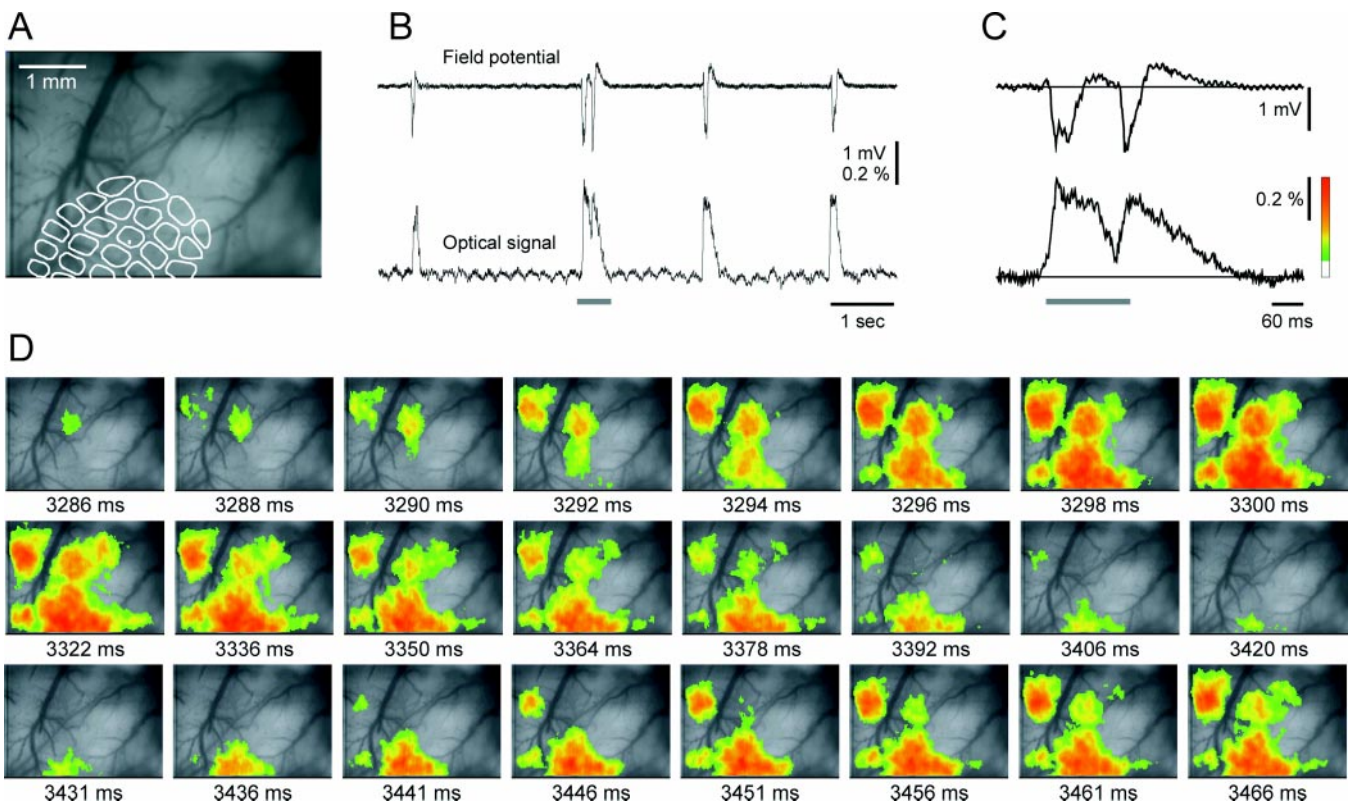 A
1 mm
B
Field potential
1 mV
0.2 %
Optical signal
1 sec
C
1 mV
0.2 %
60 ms
D
3286 ms 3288 ms 3290 ms 3292 ms 3294 ms 3296 ms 3298 ms 3300 ms
3322 ms 3336 ms 3350 ms 3364 ms 3378 ms 3392 ms 3406 ms 3420 ms
3431 ms 3436 ms 3441 ms 3446 ms 3451 ms 3456 ms 3461 ms 3466 ms